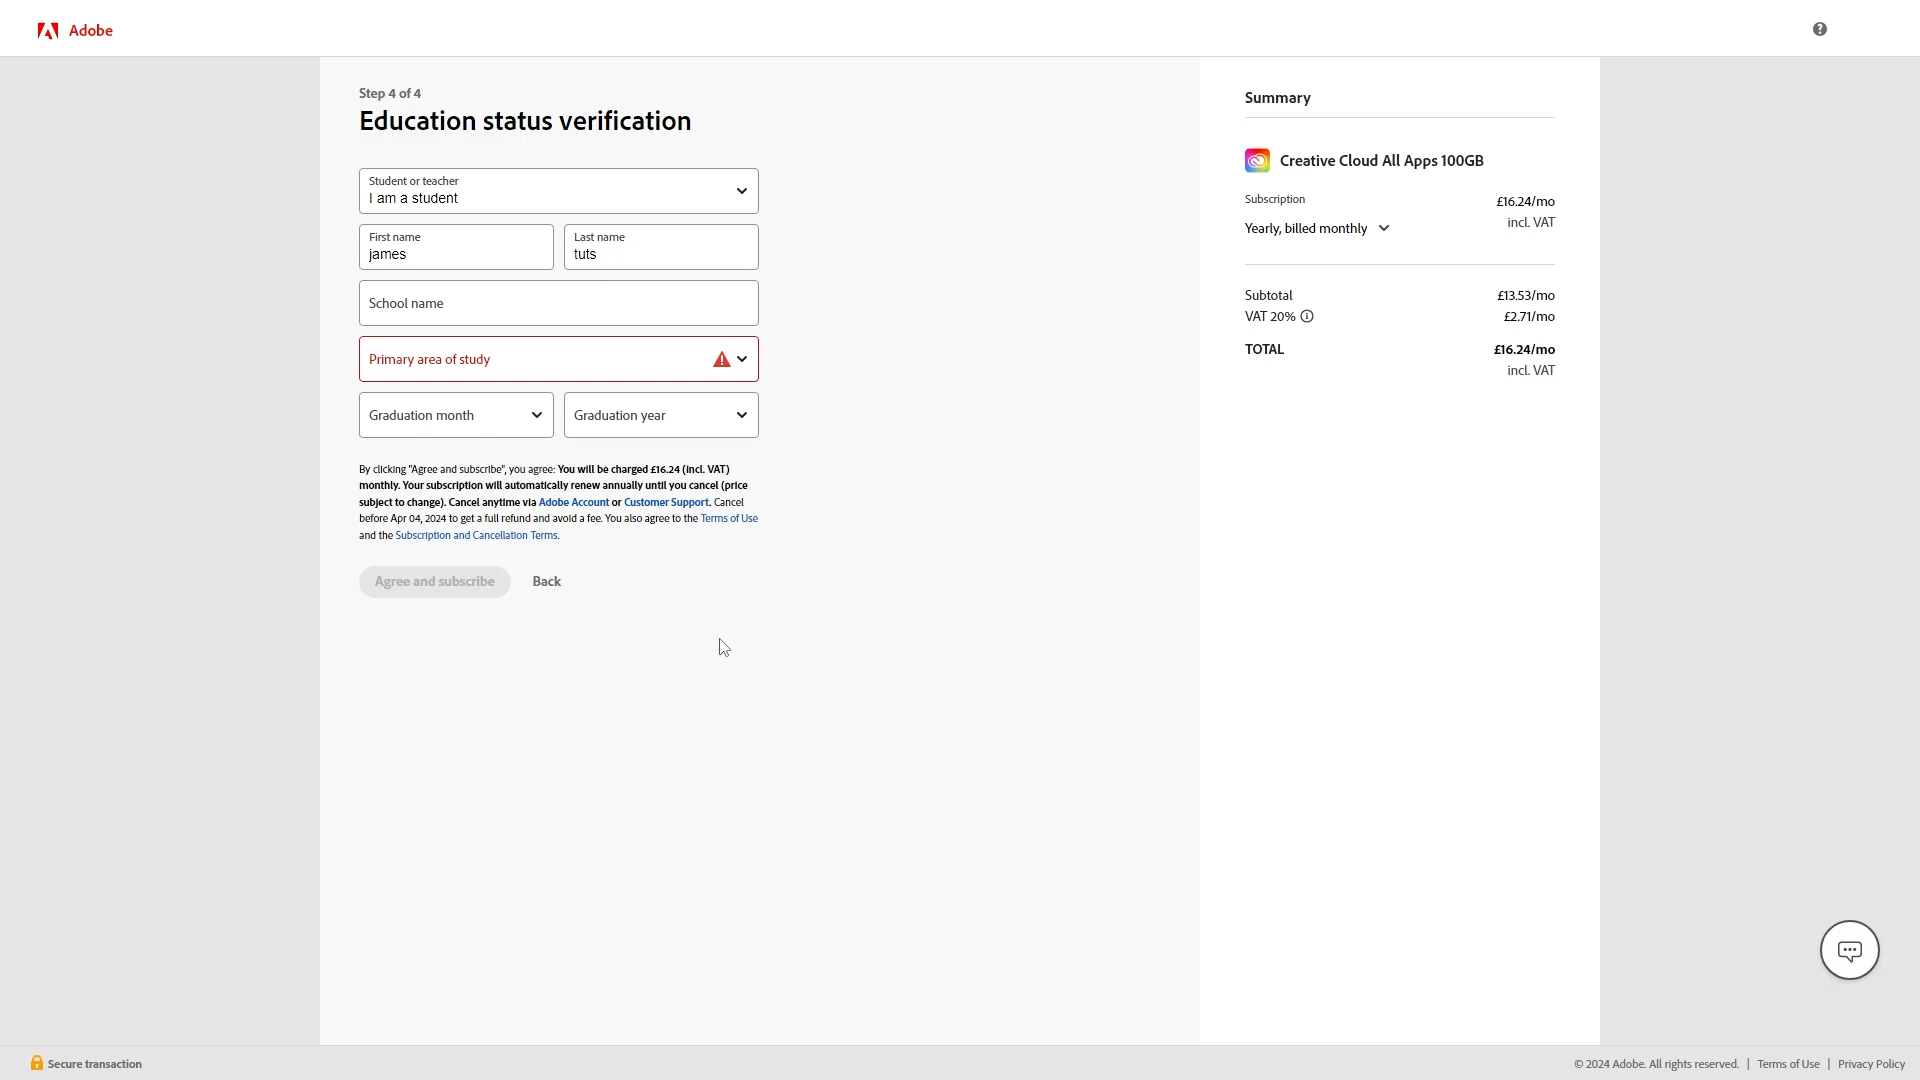 Adobe
Step 4 of 4
Education status verification
Student or teacher
I am a student
First name
james
Last name
tuts
School name
Primary area of study
Graduation month
Graduation year
By clicking "Agree and subscribe", you agree: You will be charged £16.24 (incl. VAT)
monthly. Your subscription will automatically renew annually until you cancel (price
subject to change). Cancel anytime via Adobe Account or Customer Support. Cancel
before Apr 04, 2024 to get a full refund and avoid a fee. You also agree to the Terms of Use
and the Subscription and Cancellation Terms.
Agree and subscribe
Back
Summary
Creative Cloud All Apps 100GB
Subscription
£16.24/mo
incl. VAT
Yearly, billed monthly
Subtotal £13.53/mo
VAT 20% £2.71/mo
TOTAL £16.24/mo
incl. VAT
Secure transaction
© 2024 Adobe. All rights reserved. | Terms of Use | Privacy Policy